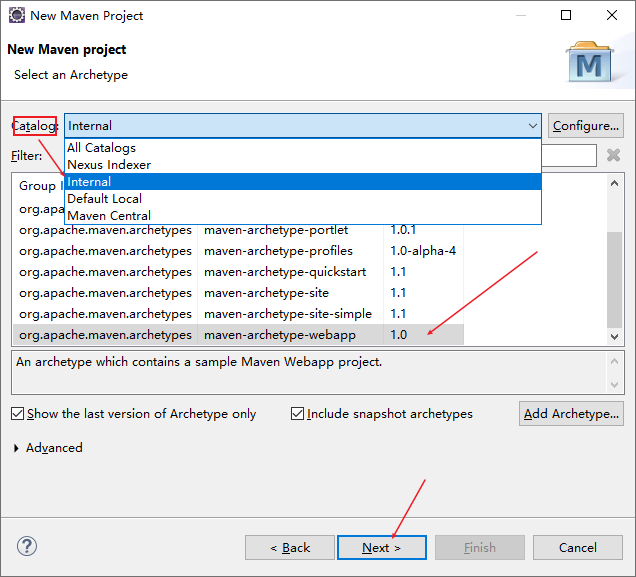 New Maven Project
New Maven project
Select an Archetype
M
Catalog: Internal Configure...
All Catalogs
Nexus Indexer
Internal
Default Local
Maven Central
Filter:
Group I
org.apa
org.apache.maven.archetypes maven-archetype-portlet 1.0.1
org.apache.maven.archetypes maven-archetype-profiles 1.0-alpha-4
org.apache.maven.archetypes maven-archetype-quickstart 1.1
org.apache.maven.archetypes maven-archetype-site 1.1
org.apache.maven.archetypes maven-archetype-site-simple 1.1
org.apache.maven.archetypes maven-archetype-webapp 1.0
An archetype which contains a sample Maven Webapp project.
Show the last version of Archetype only Include snapshot archetypes Add Archetype...
Advanced
? < Back Next > Finish Cancel